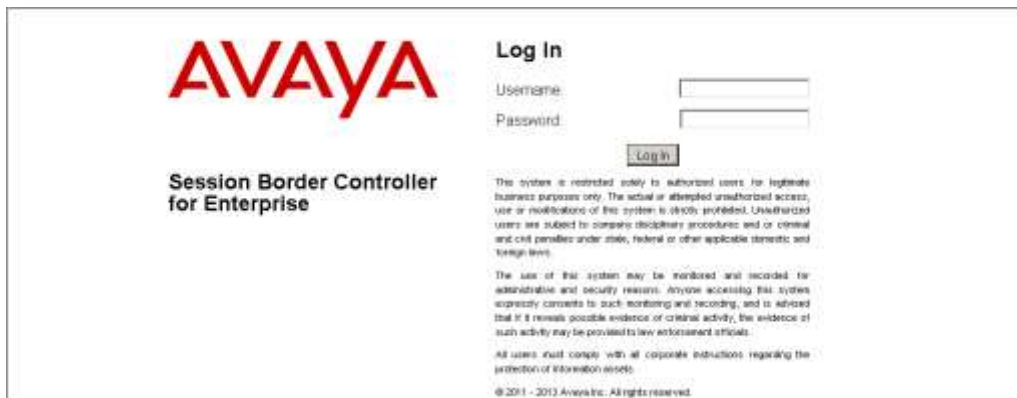 AVAYA
Session Border Controller
for Enterprise
Log In
Username:
Password:
Log In
This system is restricted solely to authorized users for legitimate
business purposes only. The actual or attempted unauthorized access,
use or modifications of this system is strictly prohibited. Unauthorized
users are subject to company disciplinary procedures and or criminal
and civil penalties under state, federal or other applicable domestic and
foreign laws.
The use of this system may be monitored and recorded for
administrative and security reasons. Anyone accessing this system
expressly consents to such monitoring and recording, and is advised
that if it reveals possible evidence of criminal activity, the evidence of
such activity may be provided to law enforcement officials.
All users must comply with all corporate instructions regarding the
protection of information assets.
© 2011 - 2013 Avaya Inc. All rights reserved.